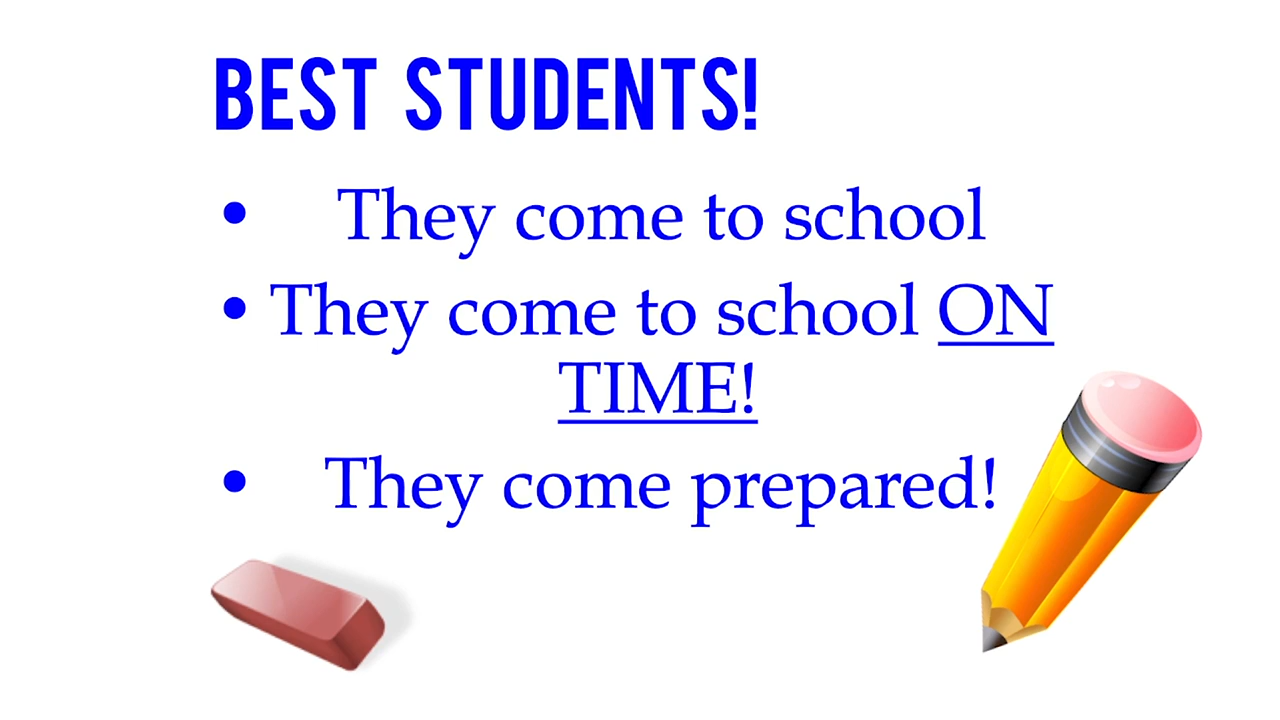 BEST STUDENTS!
• They come to school
• They come to school ON
TIME!
• They come prepared!